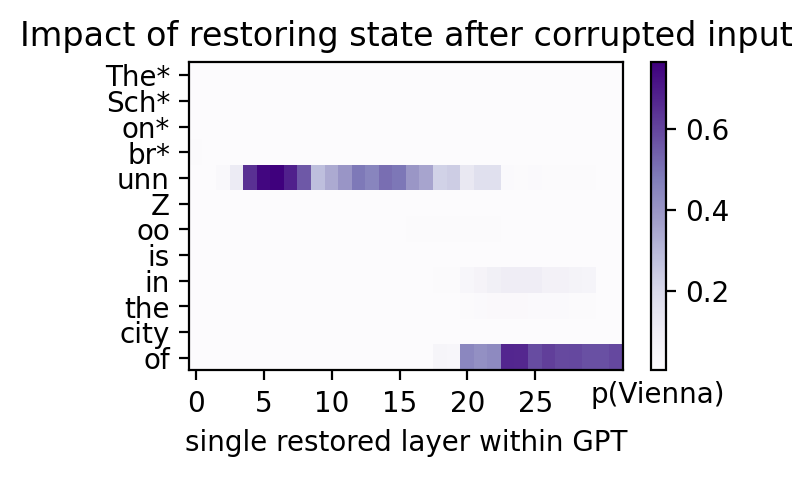 Impact of restoring state after corrupted input
The*
Sch*
on*
br*
unn
Z
oo
is
in
the
city
of
0 5 10 15 20 25
single restored layer within GPT
0.6
0.4
0.2
p(Vienna)